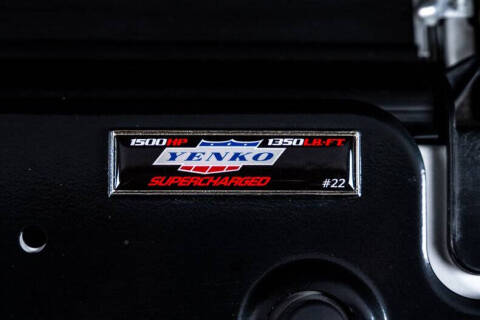 1500HP 1350LB-FT.
YENKO
SUPERCHARGED
#22